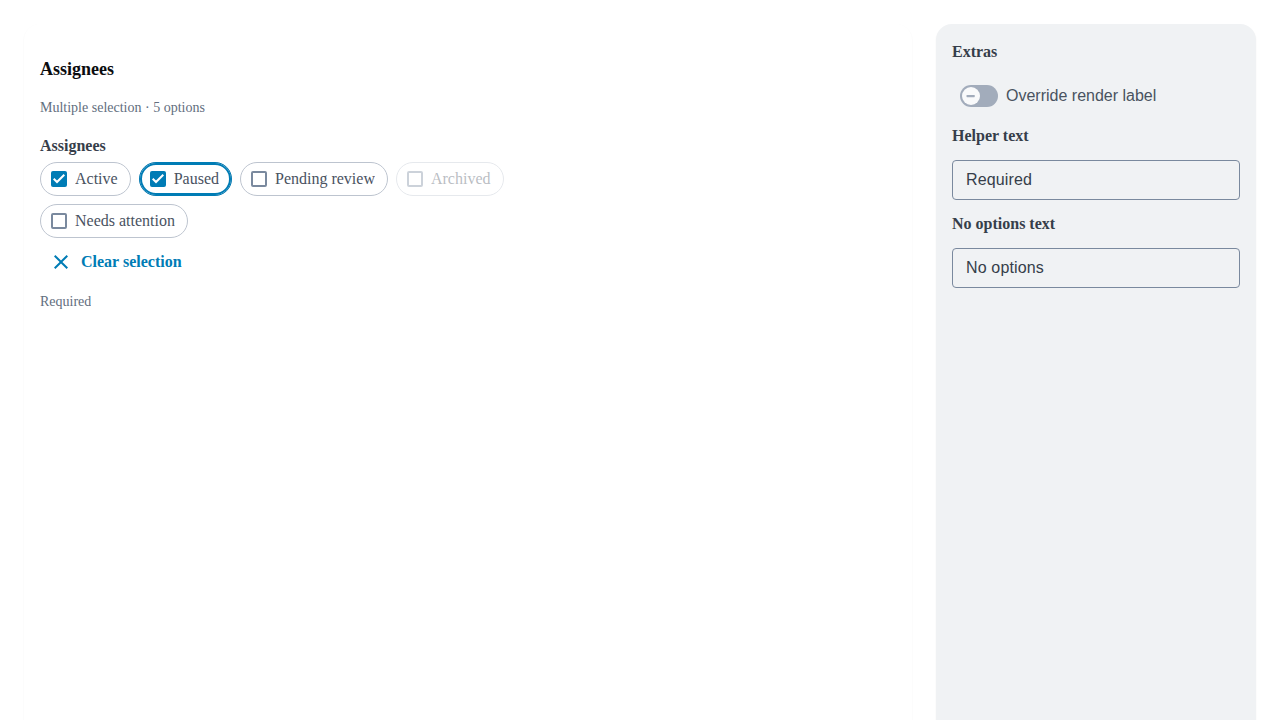 Assignees
Multiple selection · 5 options
Assignees
Active
Paused
Pending review
Archived
Needs attention
Clear selection
Required
Extras
Override render label
Helper text
Required
No options text
No options